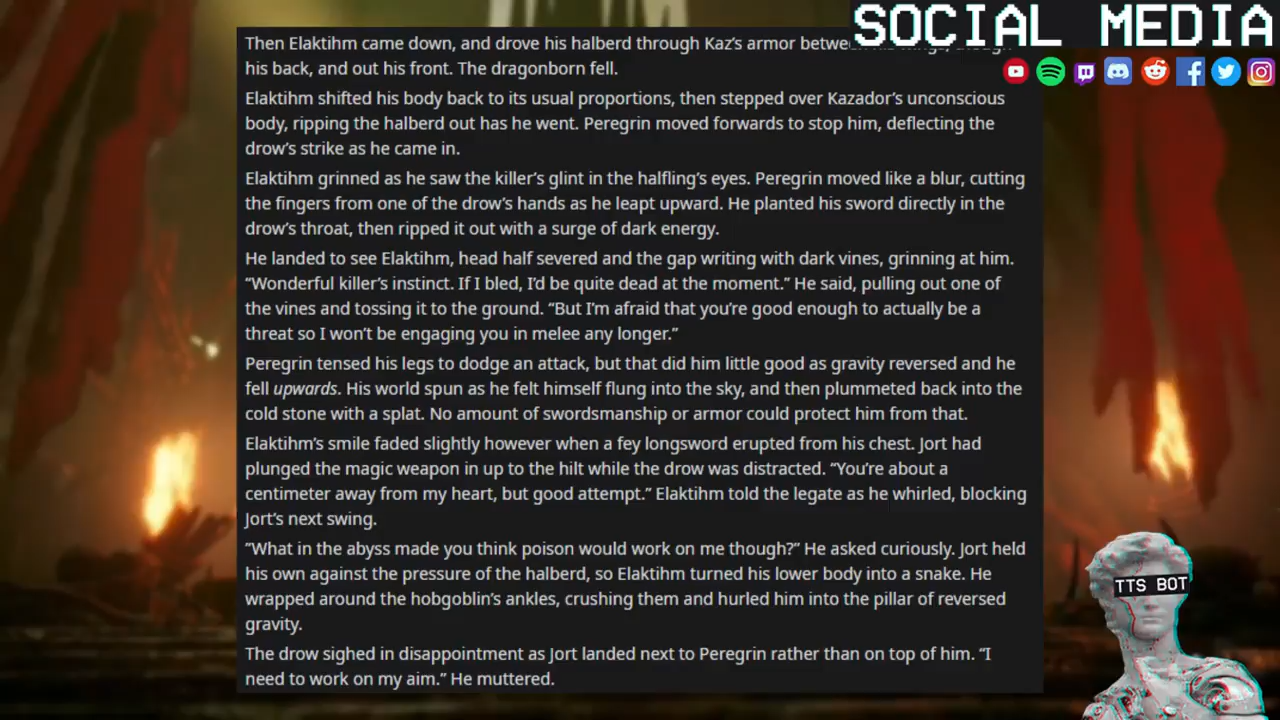 SOCIAL MEDIA
Then Elaktihm came down, and drove his halberd through Kaz's armor between
his back, and out his front. The dragonborn fell.
Elaktihm shifted his body back to its usual proportions, then stepped over Kazador's unconscious
body, ripping the halberd out has he went. Peregrin moved forwards to stop him, deflecting the
drow's strike as he came in.
Elaktihm grinned as he saw the killer's glint in the halfling's eyes. Peregrin moved like a blur, cutting
the fingers from one of the drow's hands as he leapt upward. He planted his sword directly in the
drow's throat, then ripped it out with a surge of dark energy.
He landed to see Elaktihm, head half severed and the gap writing with dark vines, grinning at him.
“Wonderful killer's instinct. If I bled, I'd be quite dead at the moment.” He said, pulling out one of
the vines and tossing it to the ground. “But I'm afraid that you're good enough to actually be a
threat so I won't be engaging you in melee any longer.”
Peregrin tensed his legs to dodge an attack, but that did him little good as gravity reversed and he
fell upwards. His world spun as he felt himself flung into the sky, and then plummeted back into the
cold stone with a splat. No amount of swordsmanship or armor could protect him from that.
Elaktihm's smile faded slightly however when a fey longsword erupted from his chest. Jort had
plunged the magic weapon in up to the hilt while the drow was distracted. “You're about a
centimeter away from my heart, but good attempt.” Elaktihm told the legate as he whirled, blocking
Jort's next swing.
“What in the abyss made you think poison would work on me though?” He asked curiously. Jort held
his own against the pressure of the halberd, so Elaktihm turned his lower body into a snake. He
wrapped around the hobgoblin's ankles, crushing them and hurled him into the pillar of reversed
gravity.
The drow sighed in disappointment as Jort landed next to Peregrin rather than on top of him. “I
need to work on my aim.” He muttered.
TTS BOT